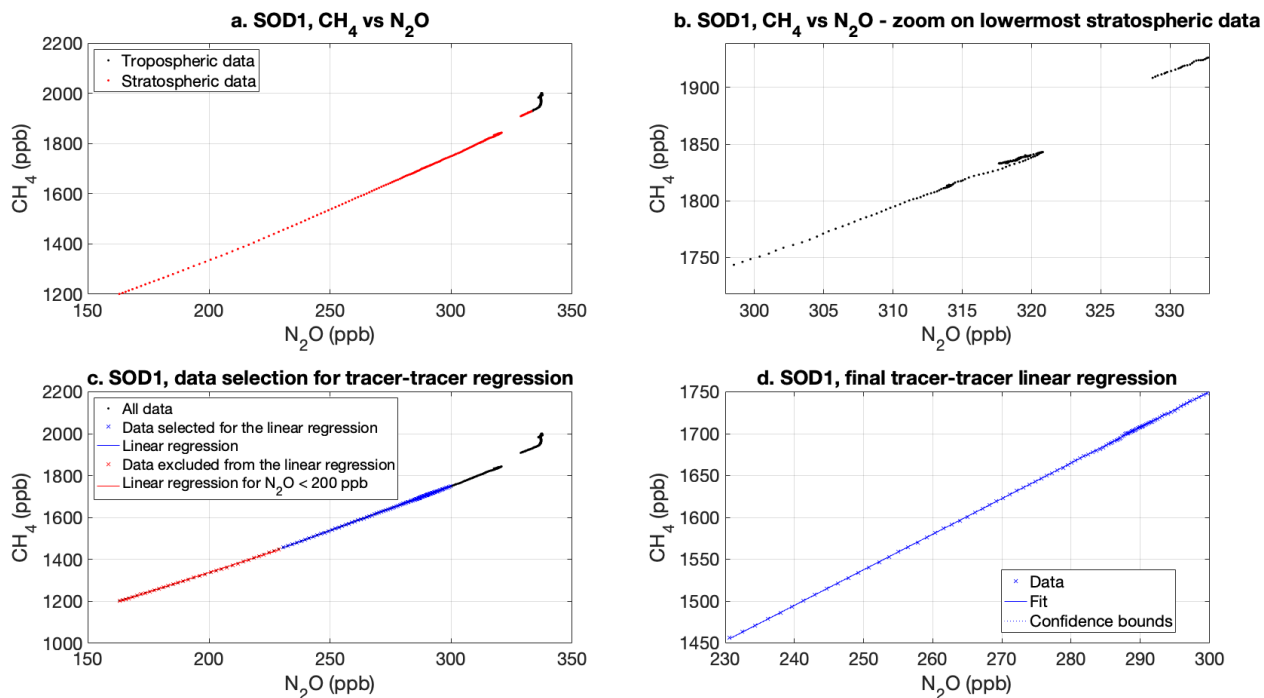 a. SOD1, CH4 vs N2O
CH4 (ppb)
2200
2000
1800
1600
1400
1200
Tropospheric data
Stratospheric data
150
200
250
300
350
N2O (ppb)
b. SOD1, CH4 vs N2O - zoom on lowermost stratospheric data
CH4 (ppb)
1900
1850
1800
1750
300
305
310
315
320
325
330
N2O (ppb)
c. SOD1, data selection for tracer-tracer regression
CH4 (ppb)
2200
2000
1800
1600
1400
1200
1000
All data
Data selected for the linear regression
Linear regression
Data excluded from the linear regression
Linear regression for N2O < 200 ppb
150
200
250
300
350
N2O (ppb)
d. SOD1, final tracer-tracer linear regression
CH4 (ppb)
1750
1700
1650
1600
1550
1500
1450
Data
Fit
Confidence bounds
230
240
250
260
270
280
290
300
N2O (ppb)